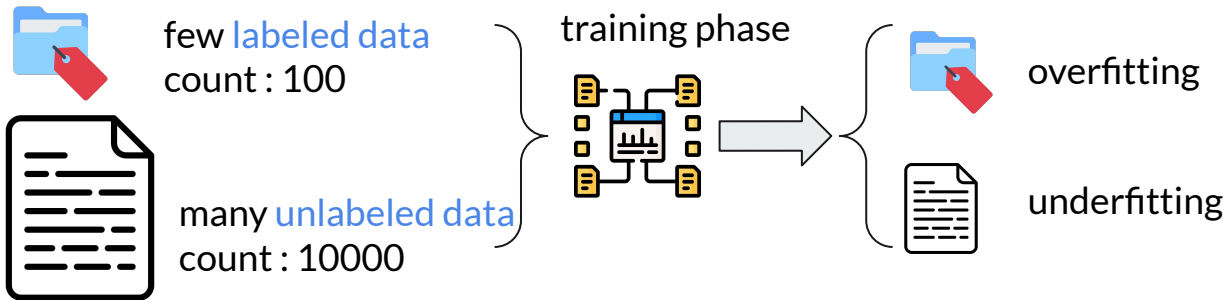 few labeled data
count : 100
many unlabeled data
count : 10000
training phase
overfitting
underfitting